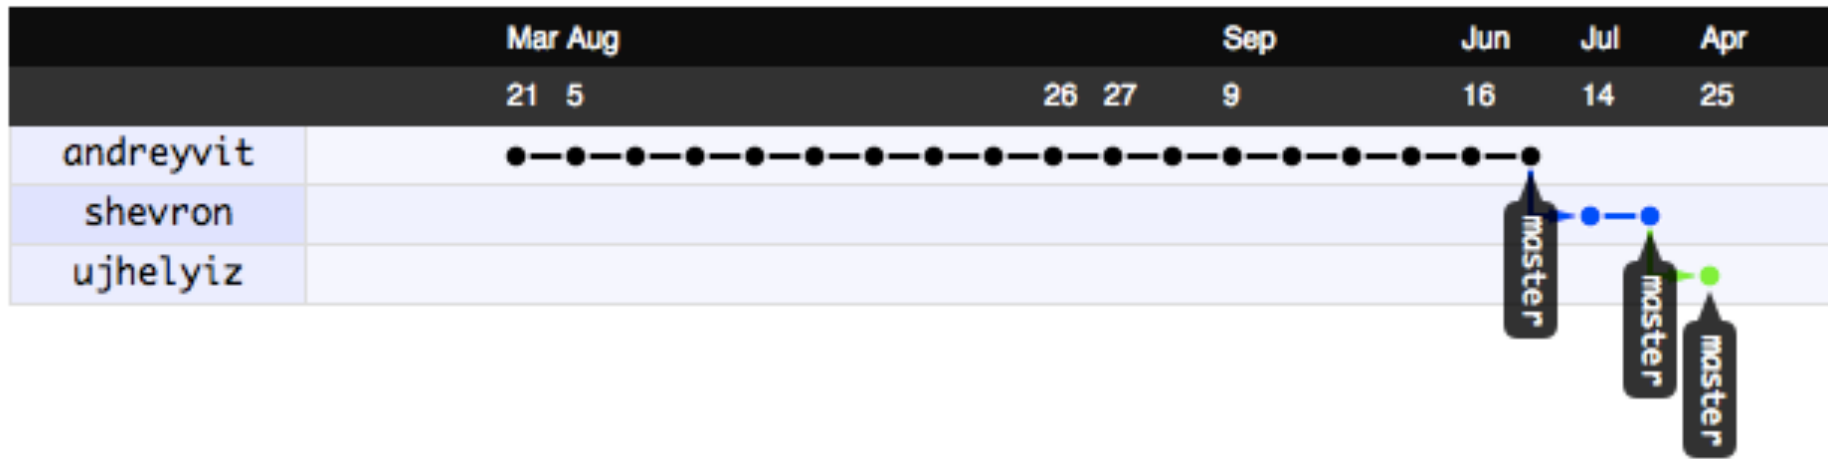 Mar Aug Sep Jun Jul Apr
21 5 26 27 9 16 14 25
andreyvit
shevron
ujhelyiz
master
master
master